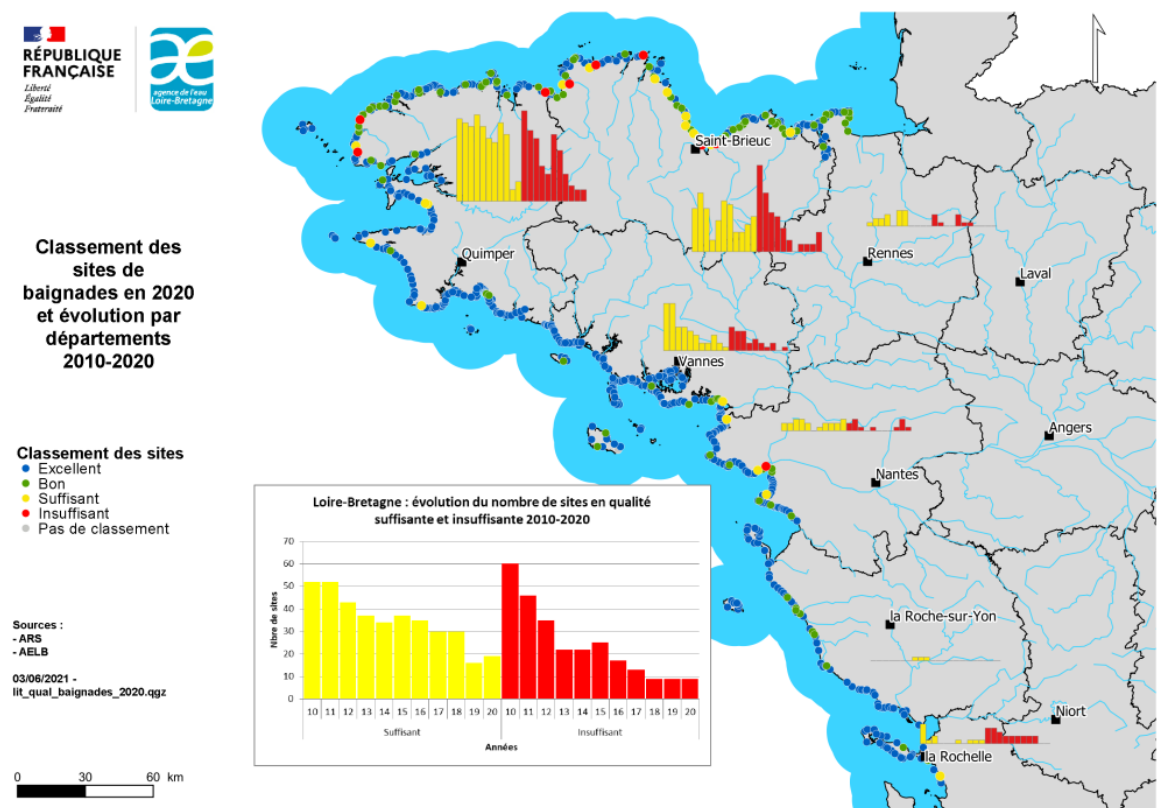 RÉPUBLIQUE
FRANÇAISE
Liberté
Égalité
Fraternité
agence de l'eau
Loire-Bretagne
Classement des
sites de
baignades en 2020
et évolution par
départements
2010-2020
Classement des sites
Excellent
Bon
Suffisant
Insuffisant
Pas de classement
Sources :
- ARS
- AELB
03/06/2021 -
lit_qual_baignades_2020.qgz
0 30 60 km
Saint-Brieuc
Quimper
Rennes
Laval
Vannes
Angers
Nantes
la Roche-sur-Yon
Niort
la Rochelle
Loire-Bretagne : évolution du nombre de sites en qualité
suffisante et insuffisante 2010-2020
Nbre de sites
70
60
50
40
30
20
10
0
10 11 12 13 14 15 16 17 18 19 20 10 11 12 13 14 15 16 17 18 19 20
Suffisant Insuffisant
Années